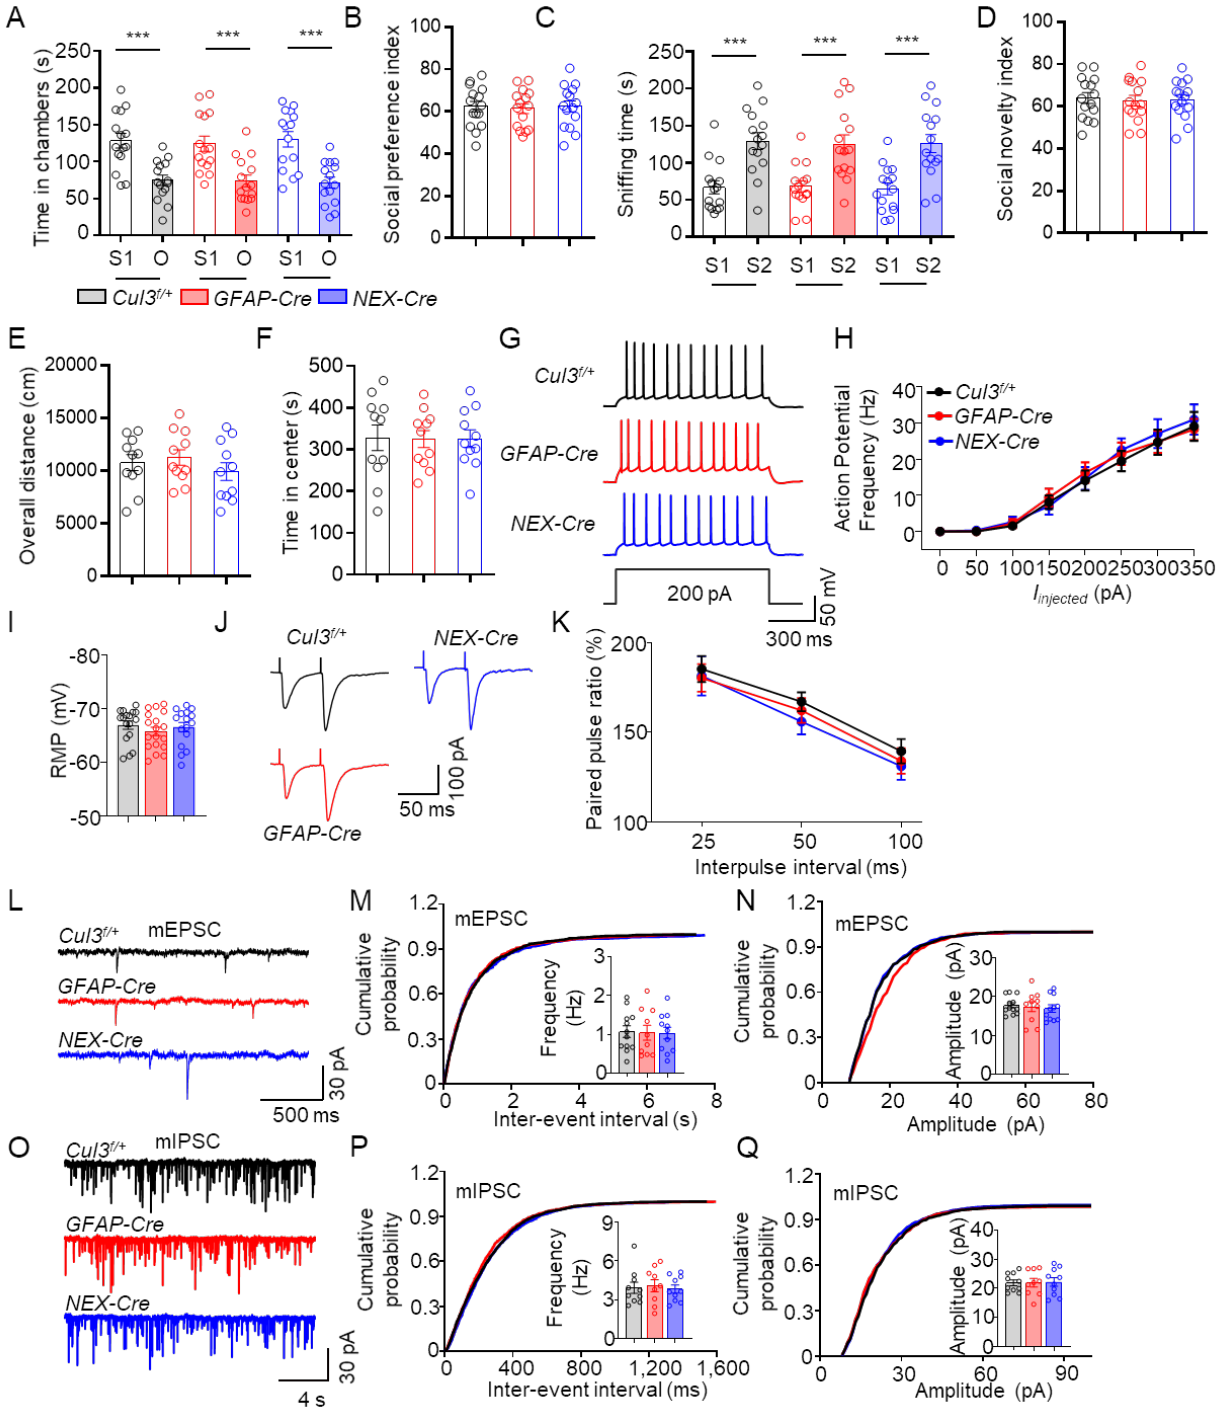 A
Time in chambers (s)
250
200
150
100
50
0
***
***
***
S1
O
S1
O
S1
O
B
Social preference index
100
80
60
40
20
0
C
Sniffing time (s)
250
200
150
100
50
0
***
***
***
S1
S2
S1
S2
S1
S2
D
Social novelty index
100
80
60
40
20
0
Cul3f/+
GFAP-Cre
NEX-Cre
E
Overall distance (cm)
20000
15000
10000
5000
0
F
Time in center (s)
500
400
300
200
100
0
G
Cul3f/+
GFAP-Cre
NEX-Cre
200 pA
50 mV
300 ms
H
Action Potential
Frequency (Hz)
40
30
20
10
0
Cul3f/+
GFAP-Cre
NEX-Cre
0
50
100
150
200
250
300
350
Iinjected (pA)
I
RMP (mV)
-80
-70
-60
-50
J
Cul3f/+
NEX-Cre
GFAP-Cre
100 pA
50 ms
K
Paired pulse ratio (%)
200
150
100
25
50
100
Interpulse interval (ms)
L
Cul3f/+
mEPSC
GFAP-Cre
NEX-Cre
30 pA
500 ms
M
mEPSC
Cumulative
probability
1.2
0.9
0.6
0.3
0
Frequency
(Hz)
3
2
1
0
0
2
4
6
8
Inter-event interval (s)
N
mEPSC
Cumulative
probability
1.2
0.9
0.6
0.3
0
Amplitude (pA)
30
20
10
0
0
20
40
60
80
Amplitude (pA)
O
Cul3f/+
mIPSC
GFAP-Cre
NEX-Cre
30 pA
4 s
P
mIPSC
Cumulative
probability
1.2
0.9
0.6
0.3
0
Frequency
(Hz)
9
6
3
0
0
400
800
1,200
1,600
Inter-event interval (ms)
Q
mIPSC
Cumulative
probability
1.2
0.9
0.6
0.3
0
Amplitude (pA)
40
30
20
10
0
0
30
60
90
Amplitude (pA)